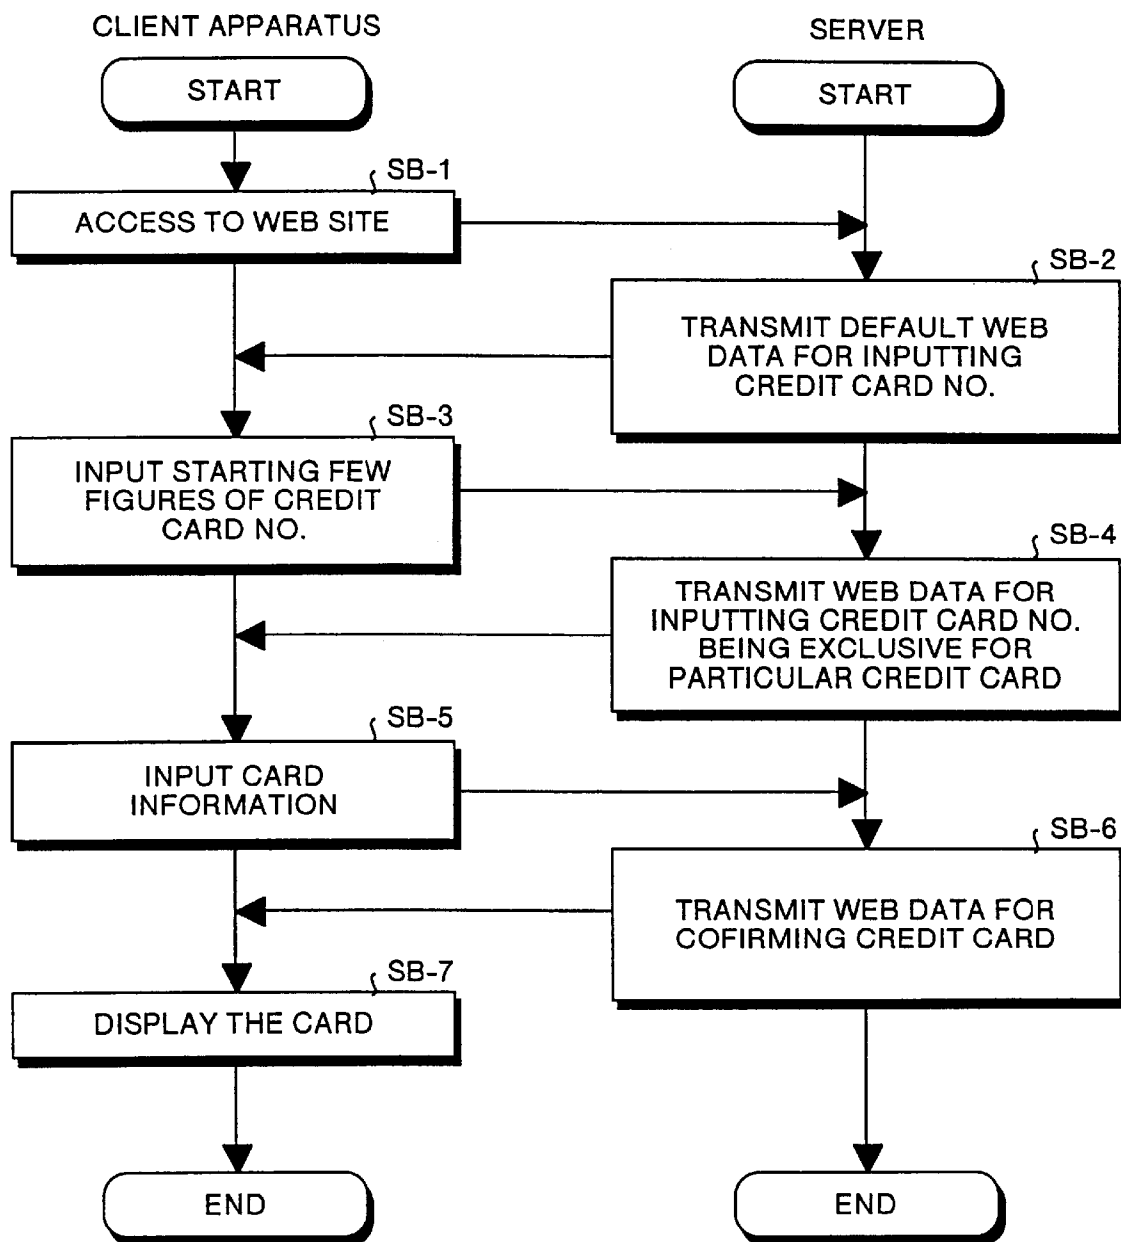 CLIENT APPARATUS
SERVER
START
START
SB-1
ACCESS TO WEB SITE
SB-2
TRANSMIT DEFAULT WEB
DATA FOR INPUTTING
CREDIT CARD NO.
SB-3
INPUT STARTING FEW
FIGURES OF CREDIT
CARD NO.
SB-4
TRANSMIT WEB DATA FOR
INPUTTING CREDIT CARD NO.
BEING EXCLUSIVE FOR
PARTICULAR CREDIT CARD
SB-5
INPUT CARD
INFORMATION
SB-6
TRANSMIT WEB DATA FOR
COFIRMING CREDIT CARD
SB-7
DISPLAY THE CARD
END
END